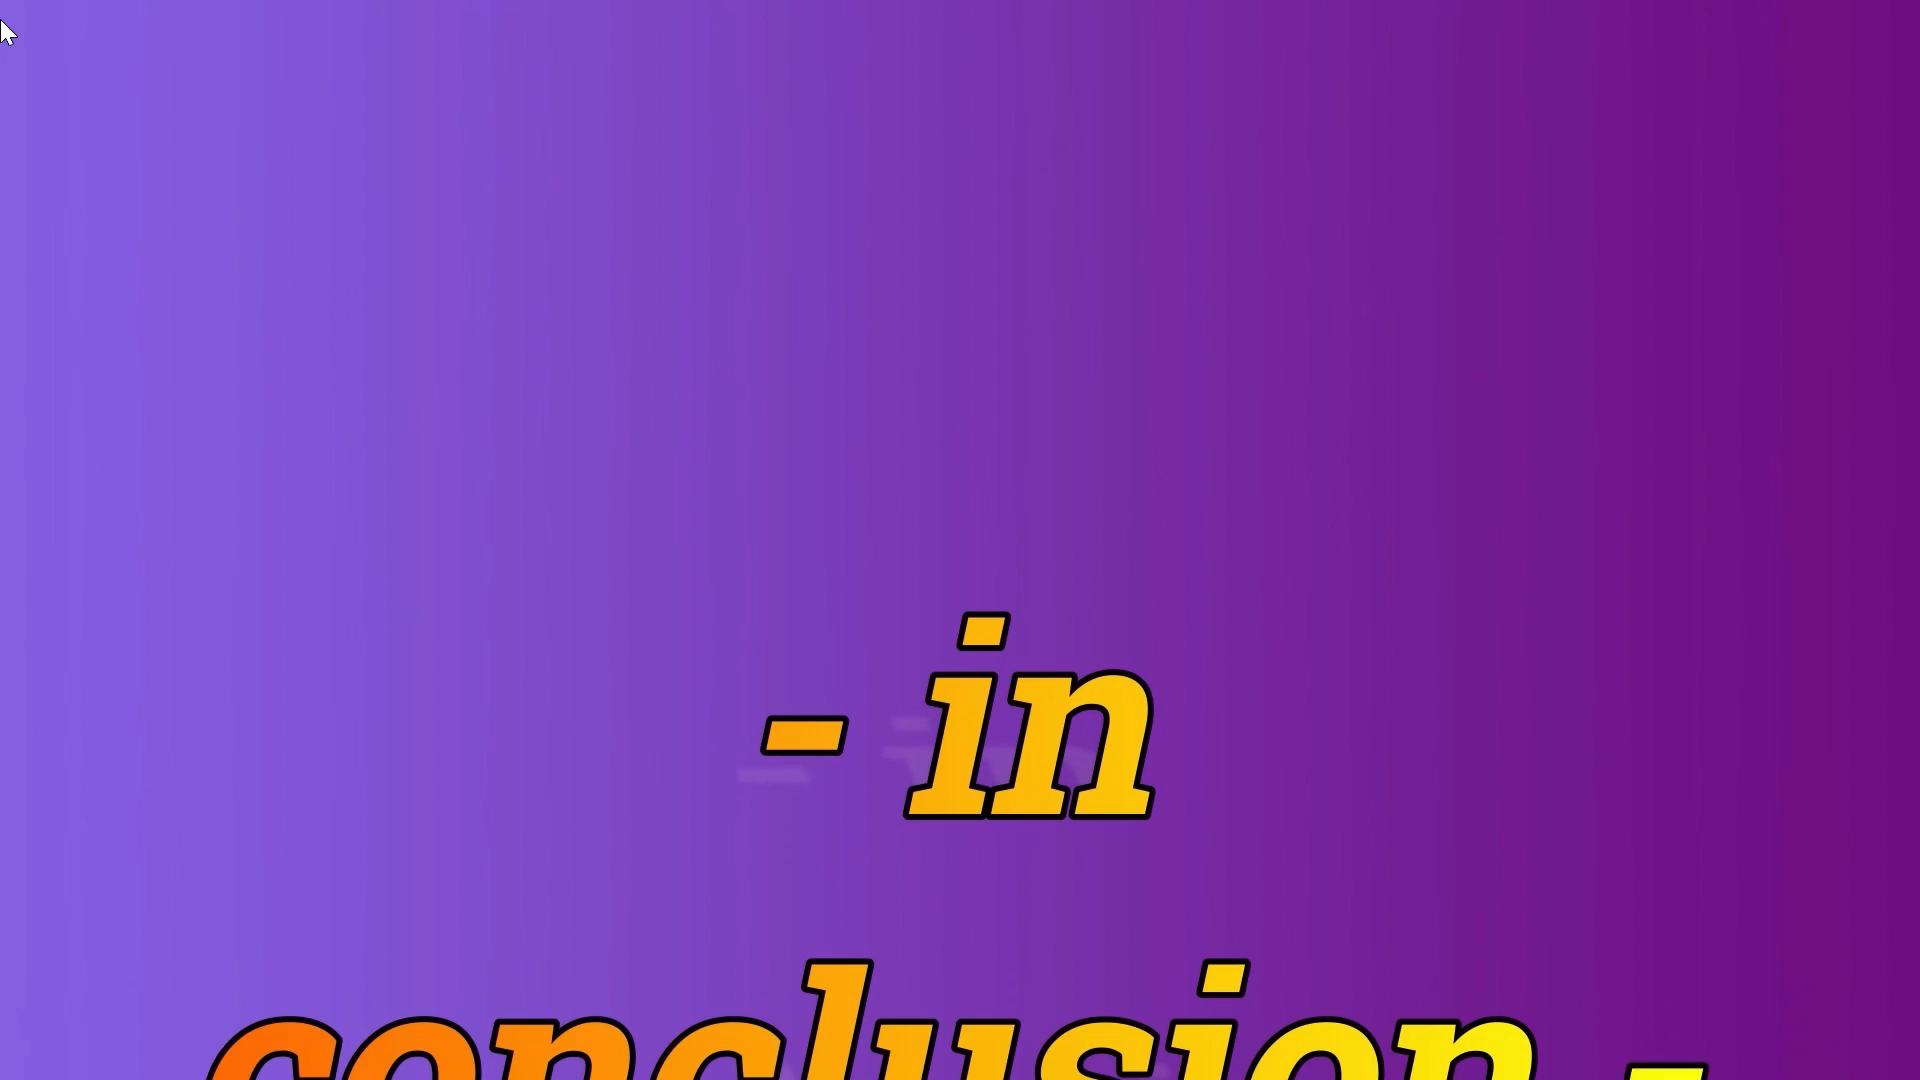 - in
conclusion -